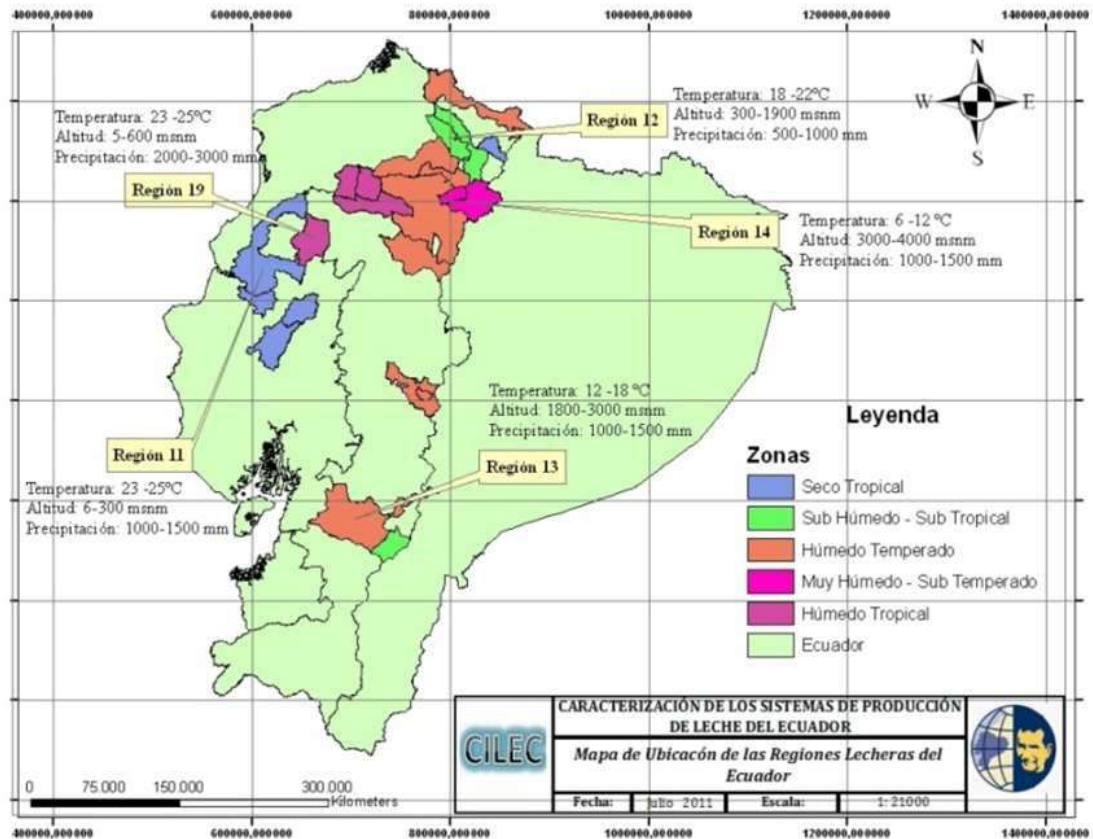 400000,000000 600000,000000 800000,000000 1000000,000000 1200000,000000 1400000,000000
N
W E
S
Temperatura: 23 -25°C
Altitud: 5-600 msnm
Precipitación: 2000-3000 mm
Región 19
Región 12
Temperatura: 18 -22°C
Altitud: 300-1900 msnm
Precipitación: 500-1000 mm
Región 14
Temperatura: 6 -12 °C
Altitud: 3000-4000 msnm
Precipitación: 1000-1500 mm
Temperatura: 12 -18 °C
Altitud: 1800-3000 msnm
Precipitación: 1000-1500 mm
Región 13
Región 11
Temperatura: 23 -25°C
Altitud: 6-300 msnm
Precipitación: 1000-1500 mm
Leyenda
Zonas
Seco Tropical
Sub Húmedo - Sub Tropical
Húmedo Temperado
Muy Húmedo - Sub Temperado
Húmedo Tropical
Ecuador
CILEC
CARACTERIZACIÓN DE LOS SISTEMAS DE PRODUCCIÓN
DE LECHE DEL ECUADOR
Mapa de Ubicacón de las Regiones Lecheras del
Ecuador
Fecha: Julio 2011 Escala: 1: 21000
0 75.000 150.000 300.000
Kilometers
400000,000000 600000,000000 800000,000000 1000000,000000 1200000,000000 1400000,000000